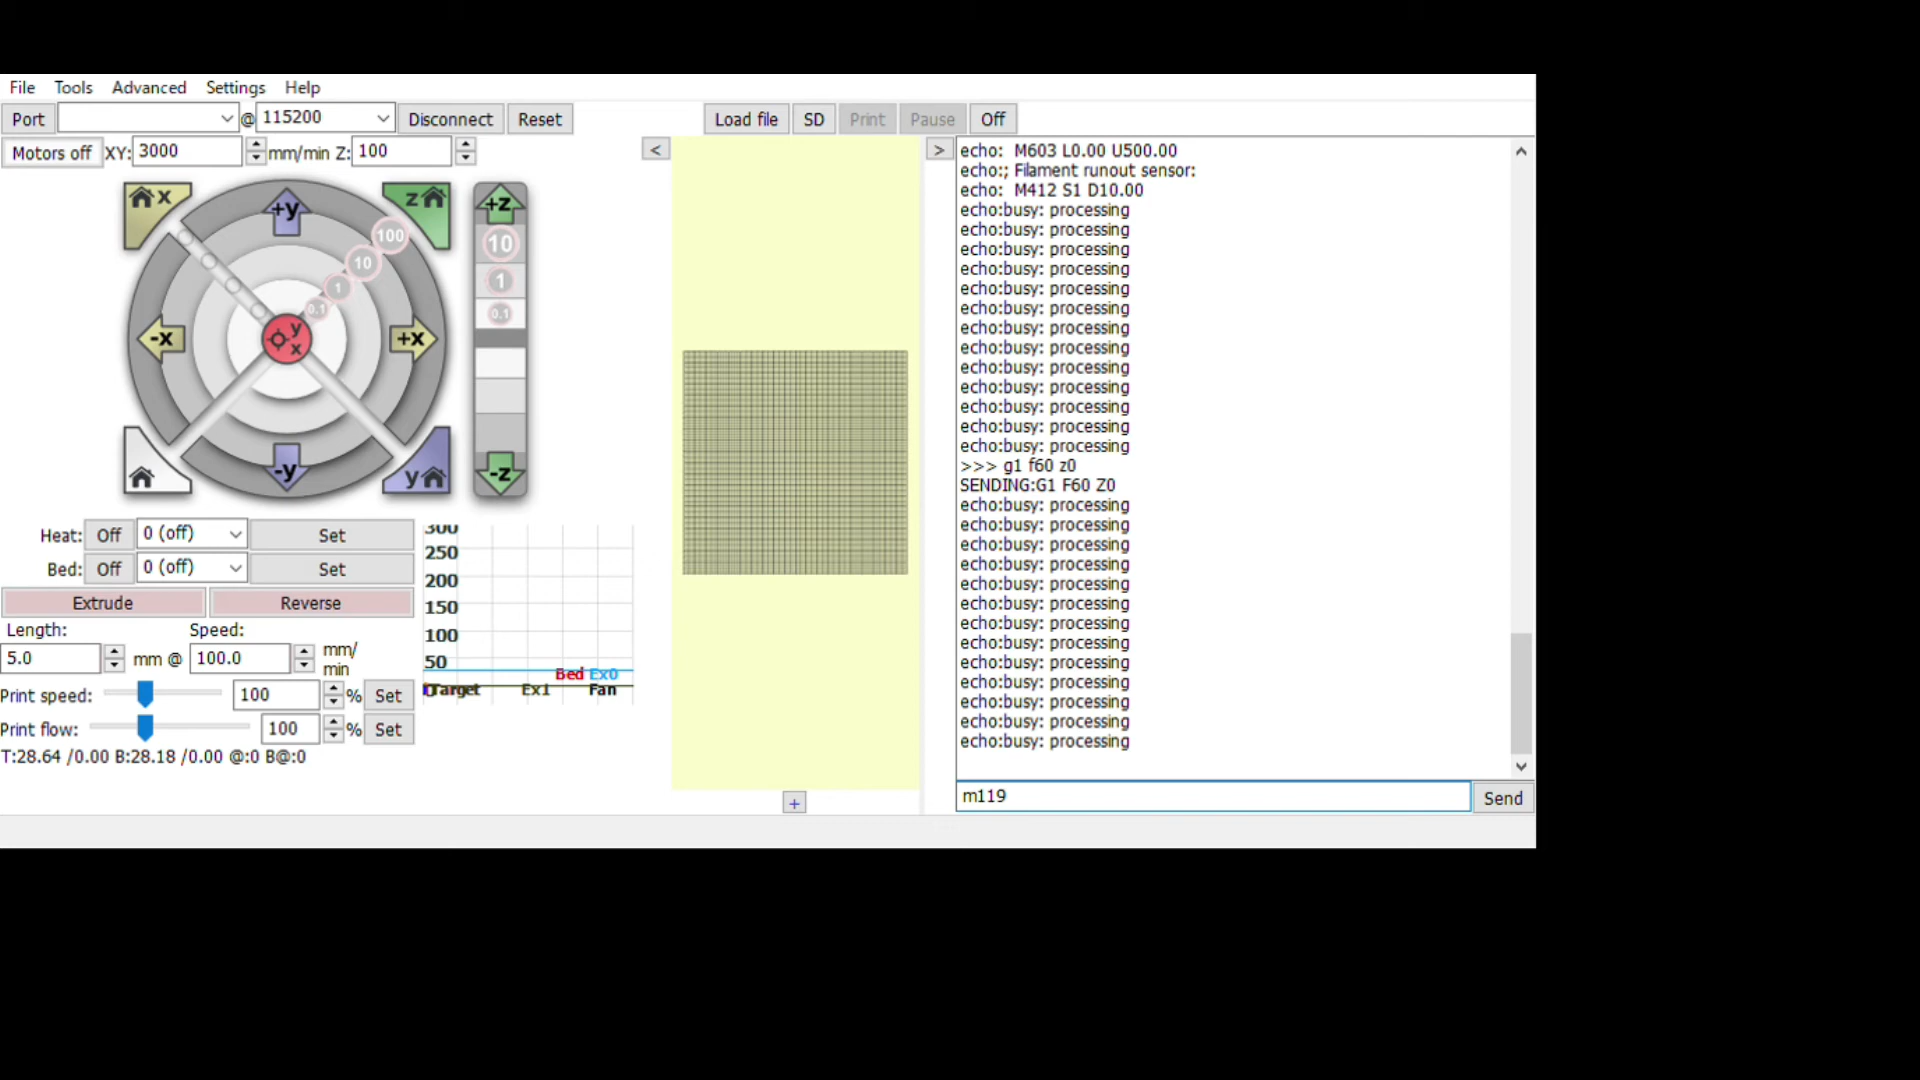 File Tools Advanced Settings Help
Port @ 115200 Disconnect Reset Load file SD Print Pause Off
Motors off XY: 3000 mm/min Z: 100
< >
x z
+y +z
100 10
10 1
1 0.1
0.1
-x y x +x
-y -z
y
Heat: Off 0 (off) Set
Bed: Off 0 (off) Set
Extrude Reverse
Length: Speed:
5.0 mm @ 100.0 mm/
min
Print speed: 100 % Set
Print flow: 100 % Set
T:28.64 /0.00 B:28.18 /0.00 @:0 B@:0
300
250
200
150
100
50
Bed Ex0
Target Ex1 Fan
+
echo: M603 L0.00 U500.00
echo:; Filament runout sensor:
echo: M412 S1 D10.00
echo:busy: processing
echo:busy: processing
echo:busy: processing
echo:busy: processing
echo:busy: processing
echo:busy: processing
echo:busy: processing
echo:busy: processing
echo:busy: processing
echo:busy: processing
echo:busy: processing
echo:busy: processing
echo:busy: processing
>>> g1 f60 z0
SENDING:G1 F60 Z0
echo:busy: processing
echo:busy: processing
echo:busy: processing
echo:busy: processing
echo:busy: processing
echo:busy: processing
echo:busy: processing
echo:busy: processing
echo:busy: processing
echo:busy: processing
echo:busy: processing
echo:busy: processing
echo:busy: processing
m119 Send